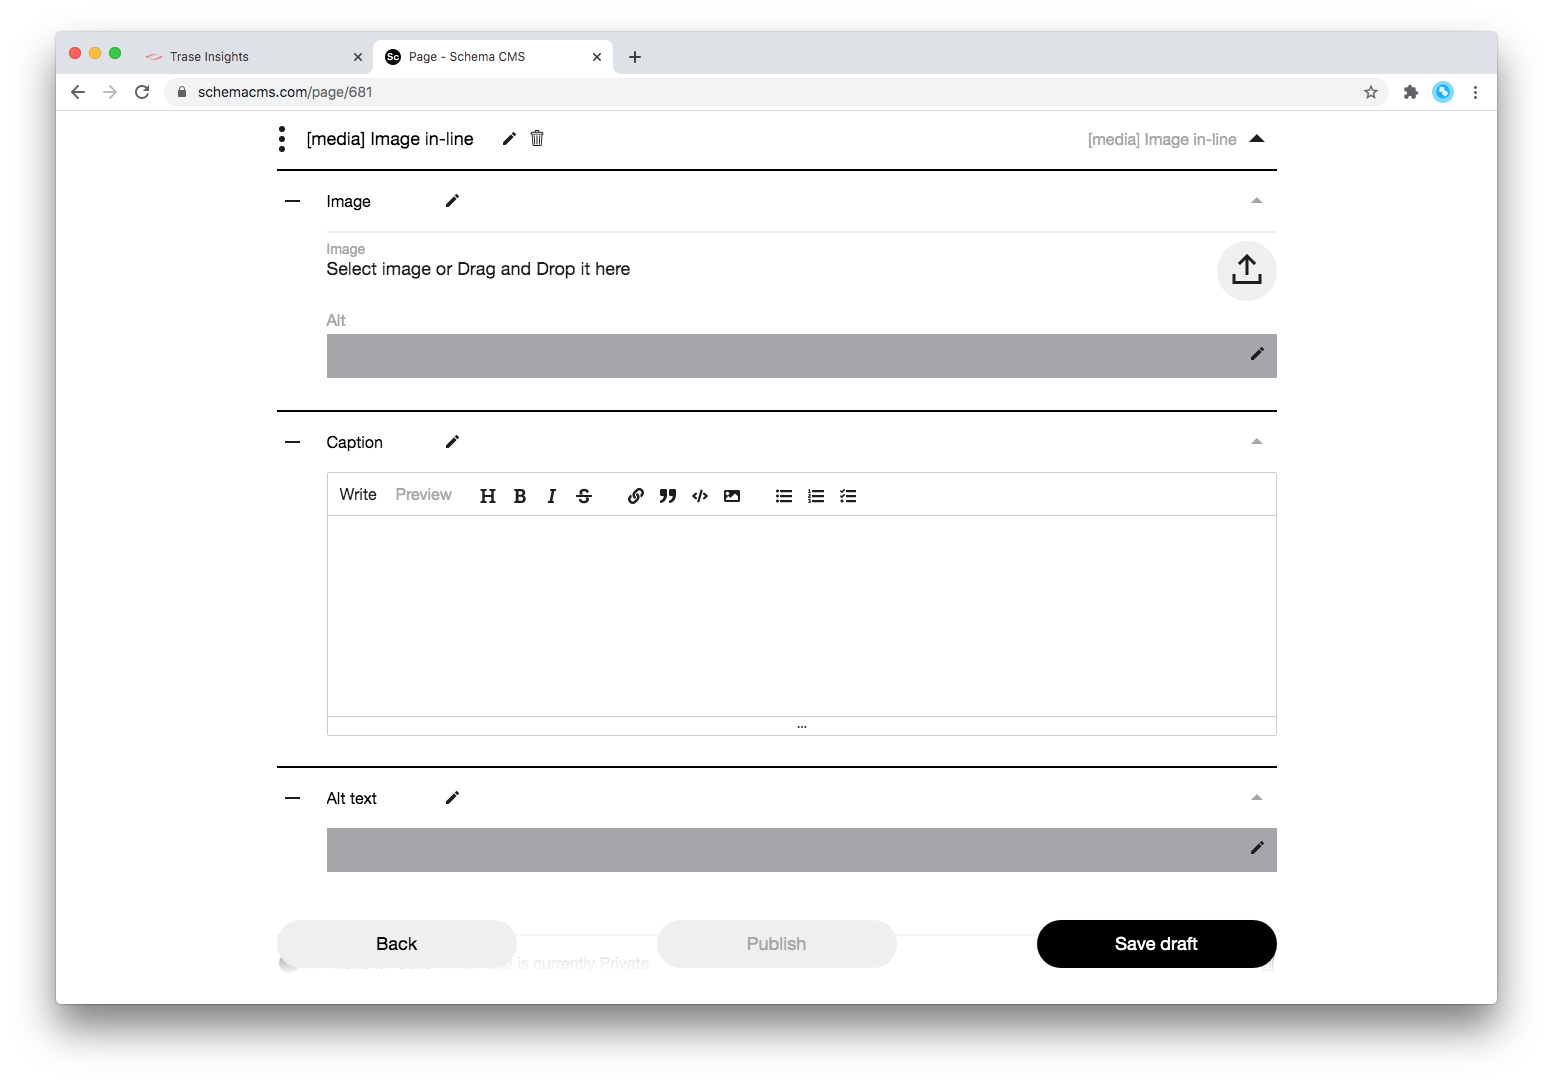 Trase Insights
Sc Page - Schema CMS
schemacms.com/page/681
[media] Image in-line
[media] Image in-line
Image
Image
Select image or Drag and Drop it here
Alt
Caption
Write Preview H B I S
Alt text
Back
Publish
Save draft
is currently Private